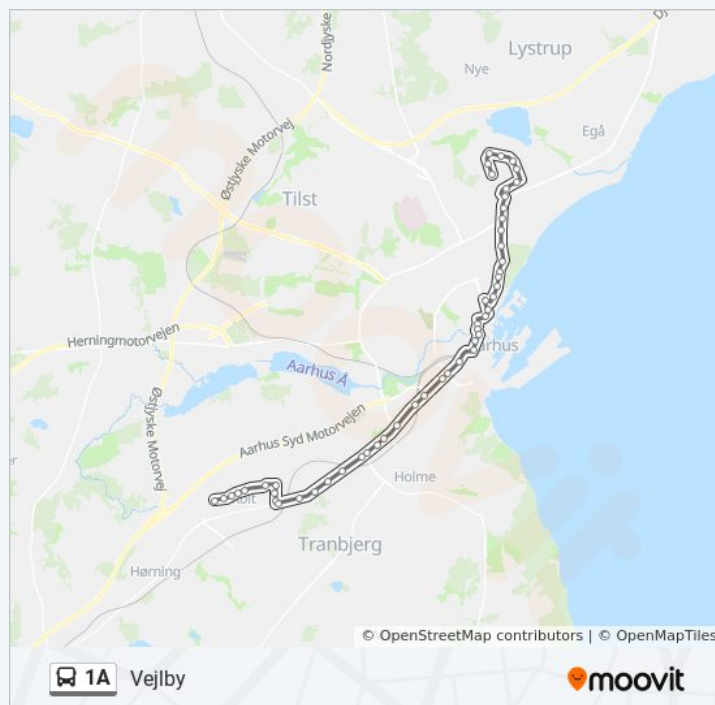 Lystrup
Nye
Nordjyske
Egå
Østjyske Motorvej
Tilst
Herningmotorvejen
Aarhus Å
Østjyske Motorvej
Aarhus Syd Motorvejen
Holme
Tranbjerg
Hørning
© OpenStreetMap contributors | © OpenMapTiles
1A Vejlby
moovit